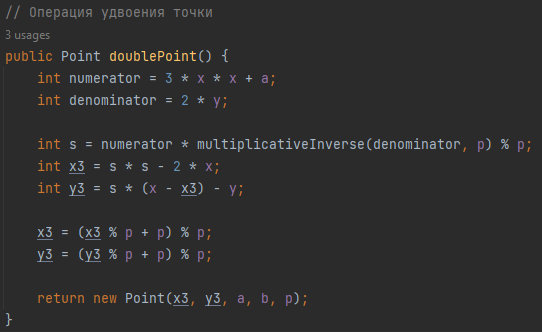 // Операция удвоения точки
3 usages
public Point doublePoint() {
    int numerator = 3 * x * x + a;
    int denominator = 2 * y;

    int s = numerator * multiplicativeInverse(denominator, p) % p;
    int x3 = s * s - 2 * x;
    int y3 = s * (x - x3) - y;

    x3 = (x3 % p + p) % p;
    y3 = (y3 % p + p) % p;

    return new Point(x3, y3, a, b, p);
}